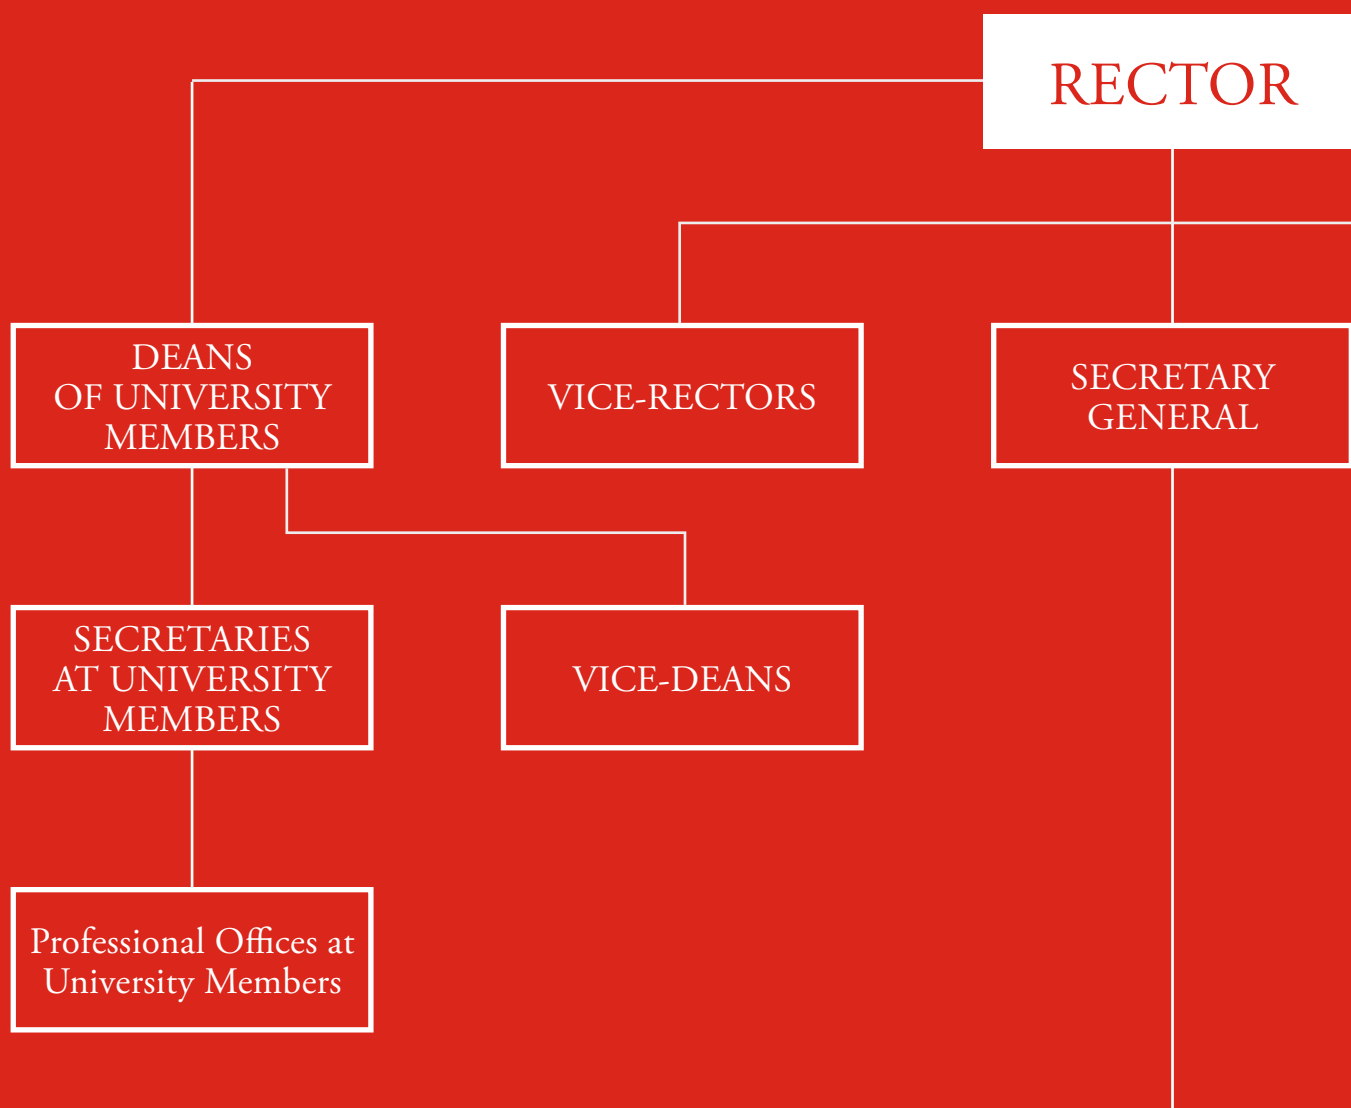 RECTOR
DEANS
OF UNIVERSITY
MEMBERS
VICE-RECTORS
SECRETARY
GENERAL
SECRETARIES
AT UNIVERSITY
MEMBERS
VICE-DEANS
Professional Offices at
University Members